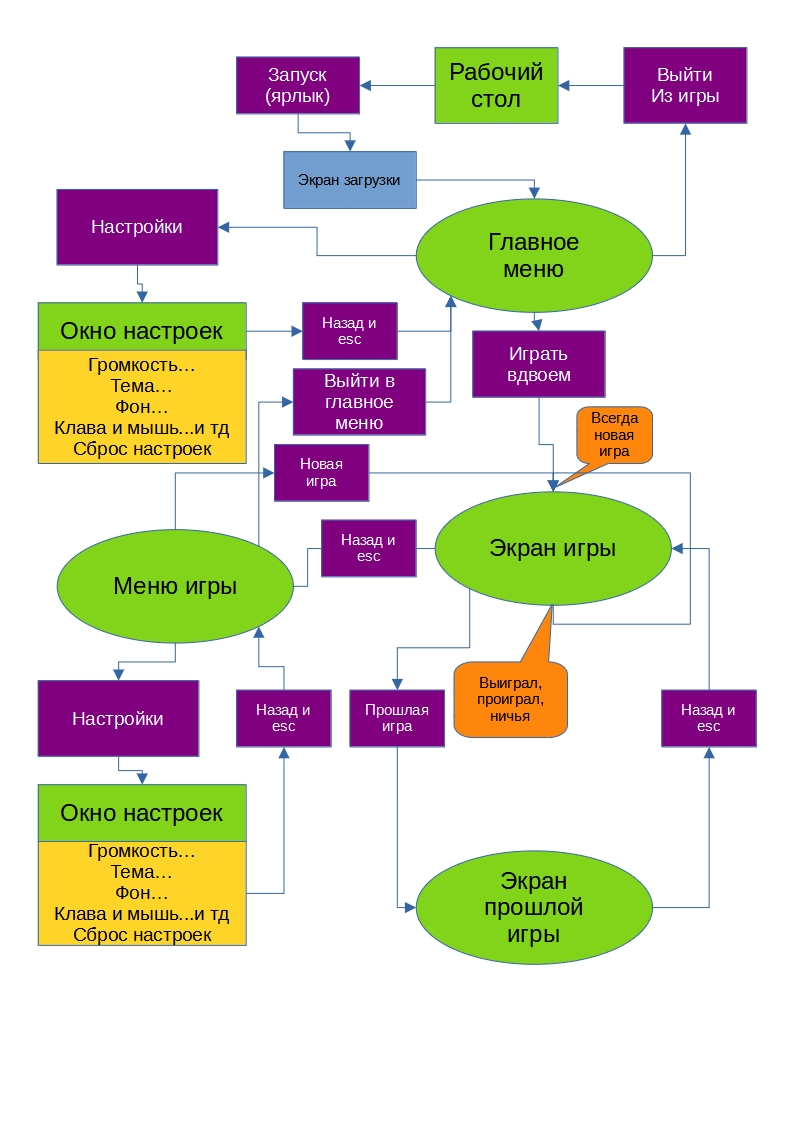 Запуск
(ярлык)
Рабочий
стол
Выйти
Из игры
Экран загрузки
Настройки
Главное
меню
Окно настроек
Громкость…
Тема…
Фон…
Клава и мышь...и тд
Сброс настроек
Назад и
esc
Играть
вдвоем
Выйти в
главное
меню
Всегда
новая
игра
Новая
игра
Назад и
esc
Экран игры
Меню игры
Настройки
Назад и
esc
Прошлая
игра
Выиграл,
проиграл,
ничья
Назад и
esc
Окно настроек
Громкость…
Тема…
Фон…
Клава и мышь...и тд
Сброс настроек
Экран
прошлой
игры